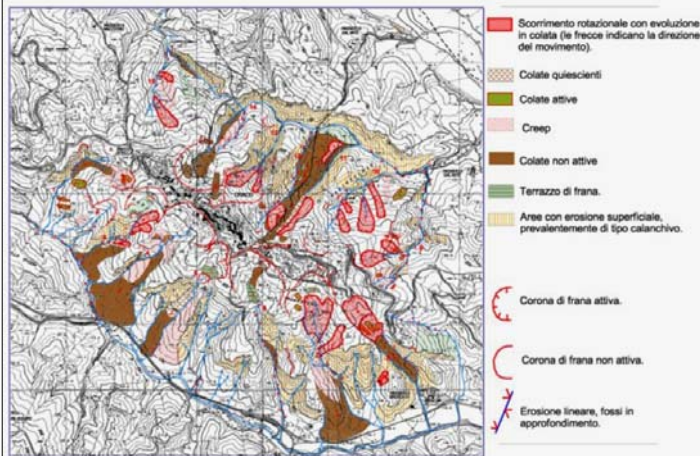 Scorrimento rotazionale con evoluzione
in colata (le frecce indicano la direzione
del movimento).
Colate quiescienti
Colate attive
Creep
Colate non attive
Terrazzo di frana.
Aree con erosione superficiale,
prevalentemente di tipo calanchivo.
Corona di frana attiva.
Corona di frana non attiva.
Erosione lineare, fossi in
approfondimento.